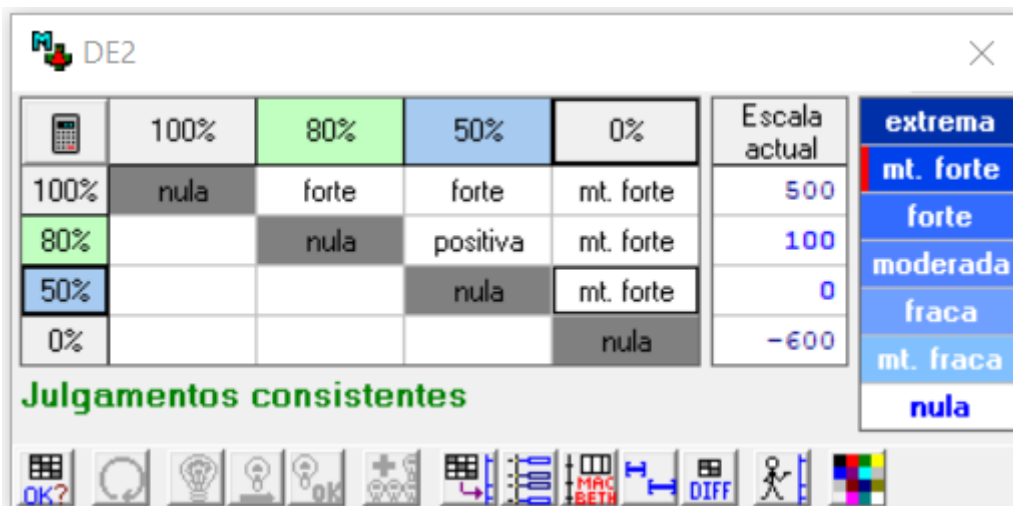 DE2
100% 80% 50% 0% Escala actual
100% nula forte forte mt. forte 500
80% nula positiva mt. forte 100
50% nula mt. forte 0
0% nula -600
extrema
mt. forte
forte
moderada
fraca
mt. fraca
nula
Julgamentos consistentes
OK? OK MAC BETH DIFF